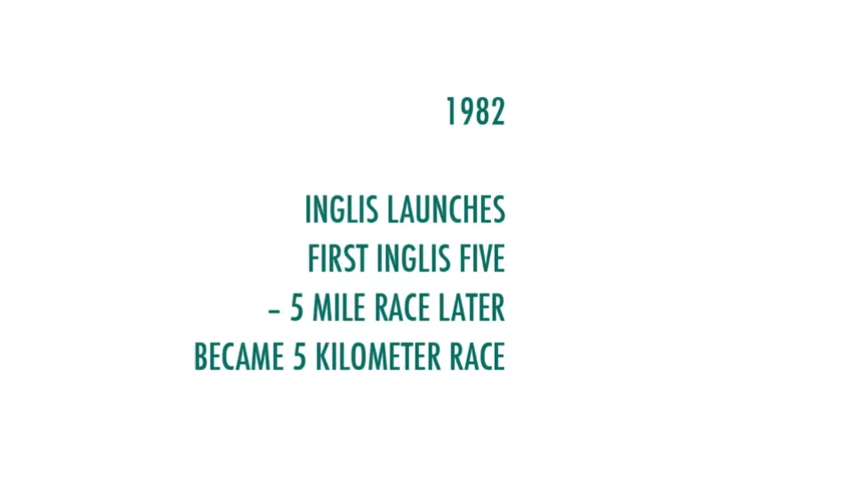 1982
INGLIS LAUNCHES
FIRST INGLIS FIVE
– 5 MILE RACE LATER
BECAME 5 KILOMETER RACE